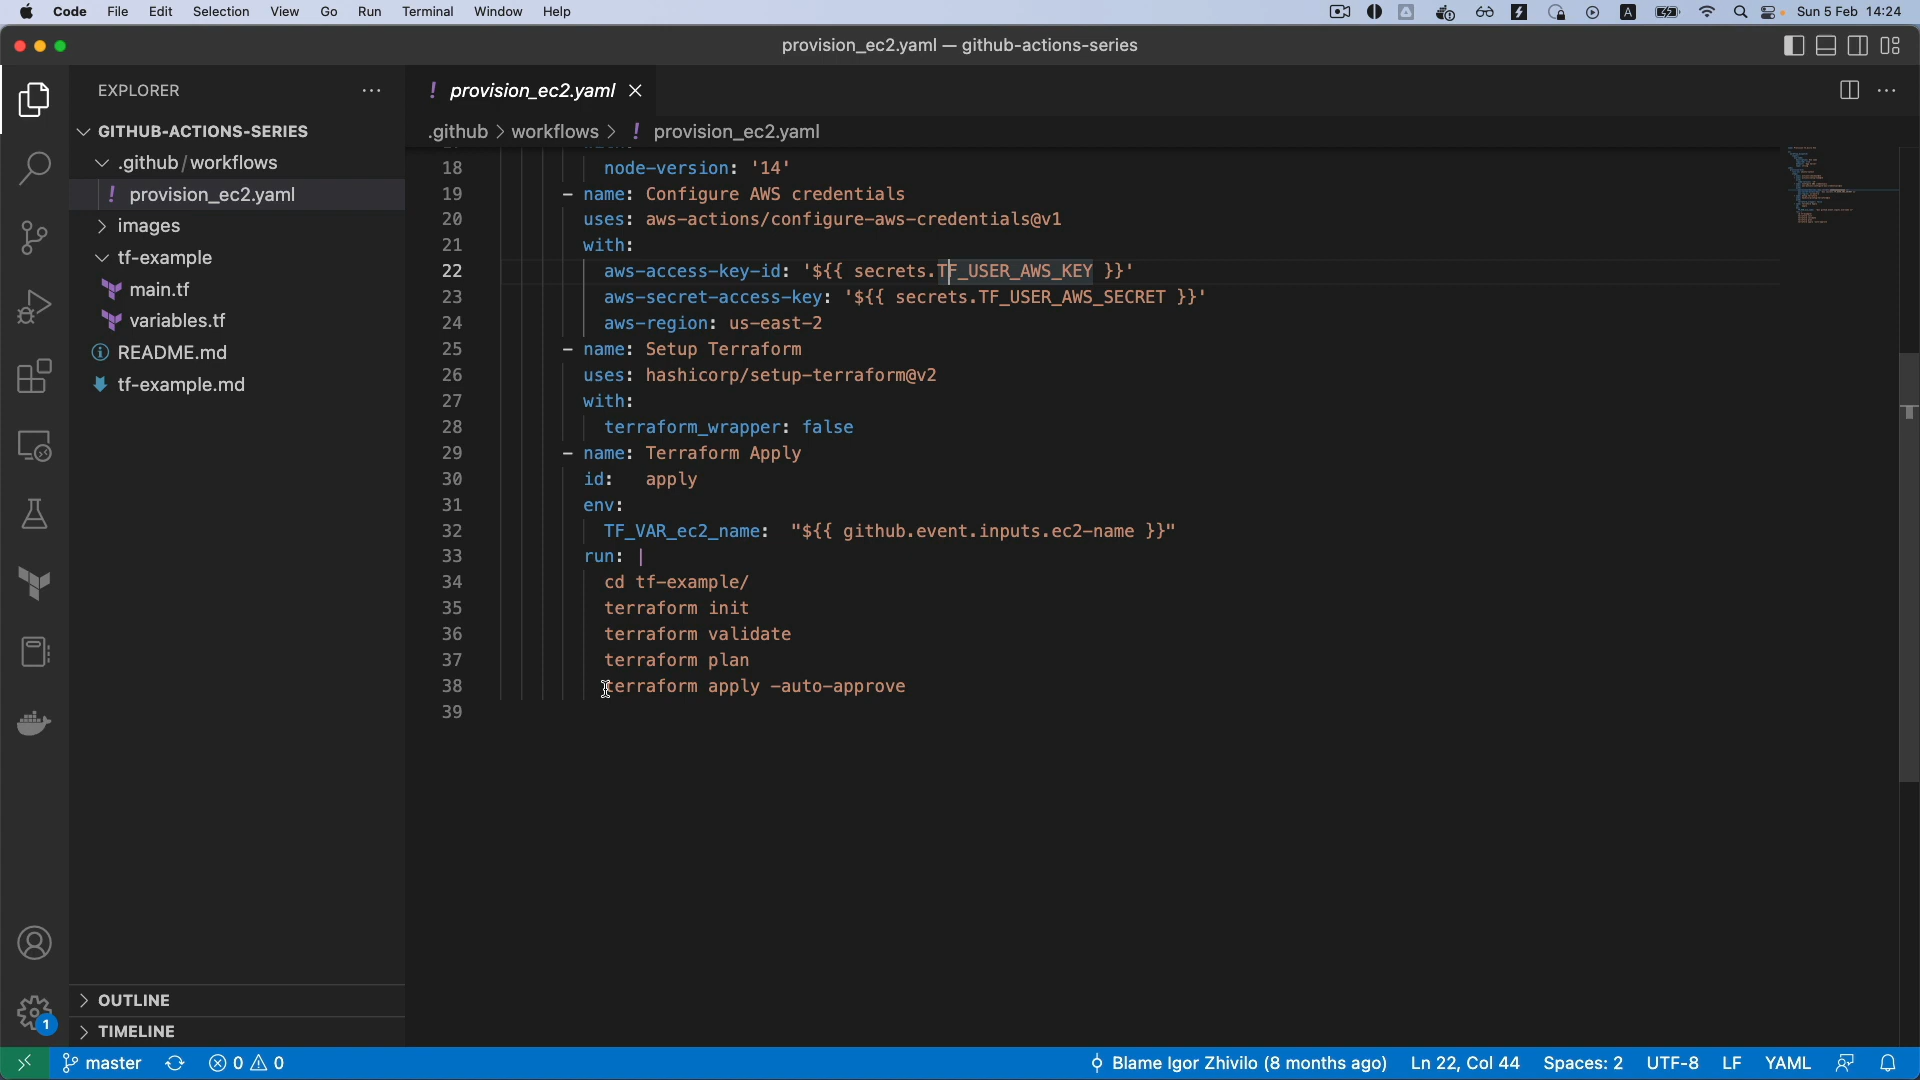 Code File Edit Selection View Go Run Terminal Window Help A Sun 5 Feb 14:24
provision_ec2.yaml — github-actions-series
EXPLORER
! provision_ec2.yaml
.github > workflows > ! provision_ec2.yaml
GITHUB-ACTIONS-SERIES
.github/workflows
! provision_ec2.yaml
images
tf-example
main.tf
variables.tf
README.md
tf-example.md
OUTLINE
TIMELINE
18 node-version: '14'
19 - name: Configure AWS credentials
20 uses: aws-actions/configure-aws-credentials@v1
21 with:
22 aws-access-key-id: '${{ secrets.TF_USER_AWS_KEY }}'
23 aws-secret-access-key: '${{ secrets.TF_USER_AWS_SECRET }}'
24 aws-region: us-east-2
25 - name: Setup Terraform
26 uses: hashicorp/setup-terraform@v2
27 with:
28 terraform_wrapper: false
29 - name: Terraform Apply
30 id:   apply
31 env:
32 TF_VAR_ec2_name:  "${{ github.event.inputs.ec2-name }}"
33 run: |
34 cd tf-example/
35 terraform init
36 terraform validate
37 terraform plan
38 terraform apply -auto-approve
39
1
master 0 0 Blame Igor Zhivilo (8 months ago) Ln 22, Col 44 Spaces: 2 UTF-8 LF YAML